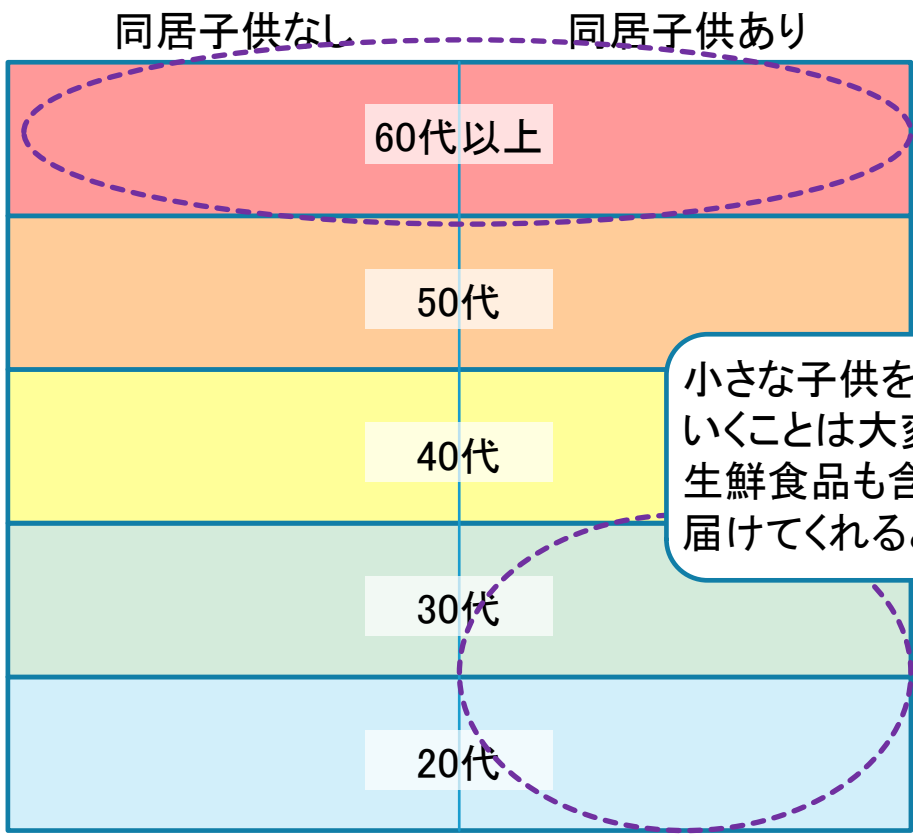 同居子供なし
同居子供あり
60代以上
50代
小さな子供を
いくことは大
生鮮食品も含
届けてくれる
40代
30代
20代